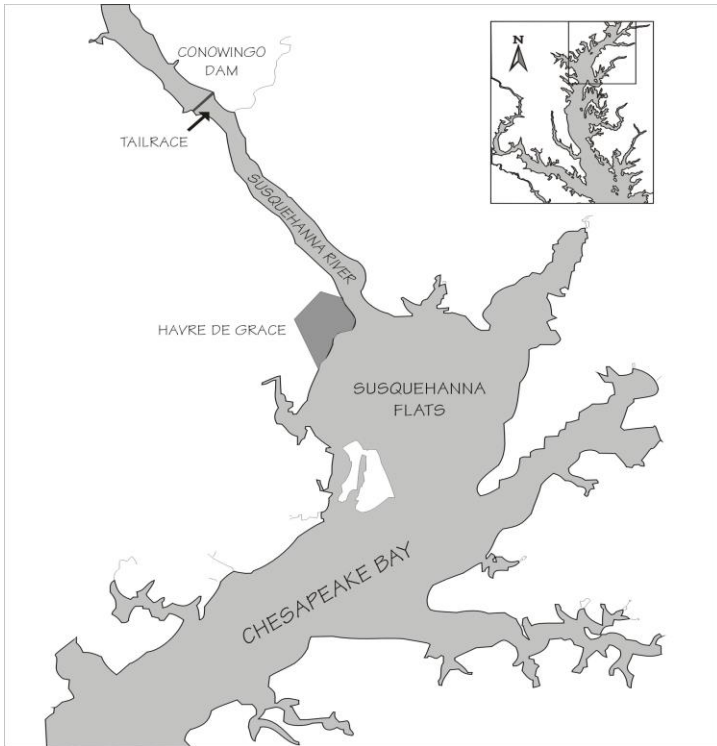 CONOWINGO
DAM
N
TAILRACE
SUSQUEHANNA RIVER
HAVRE DE GRACE
SUSQUEHANNA
FLATS
CHESAPEAKE BAY